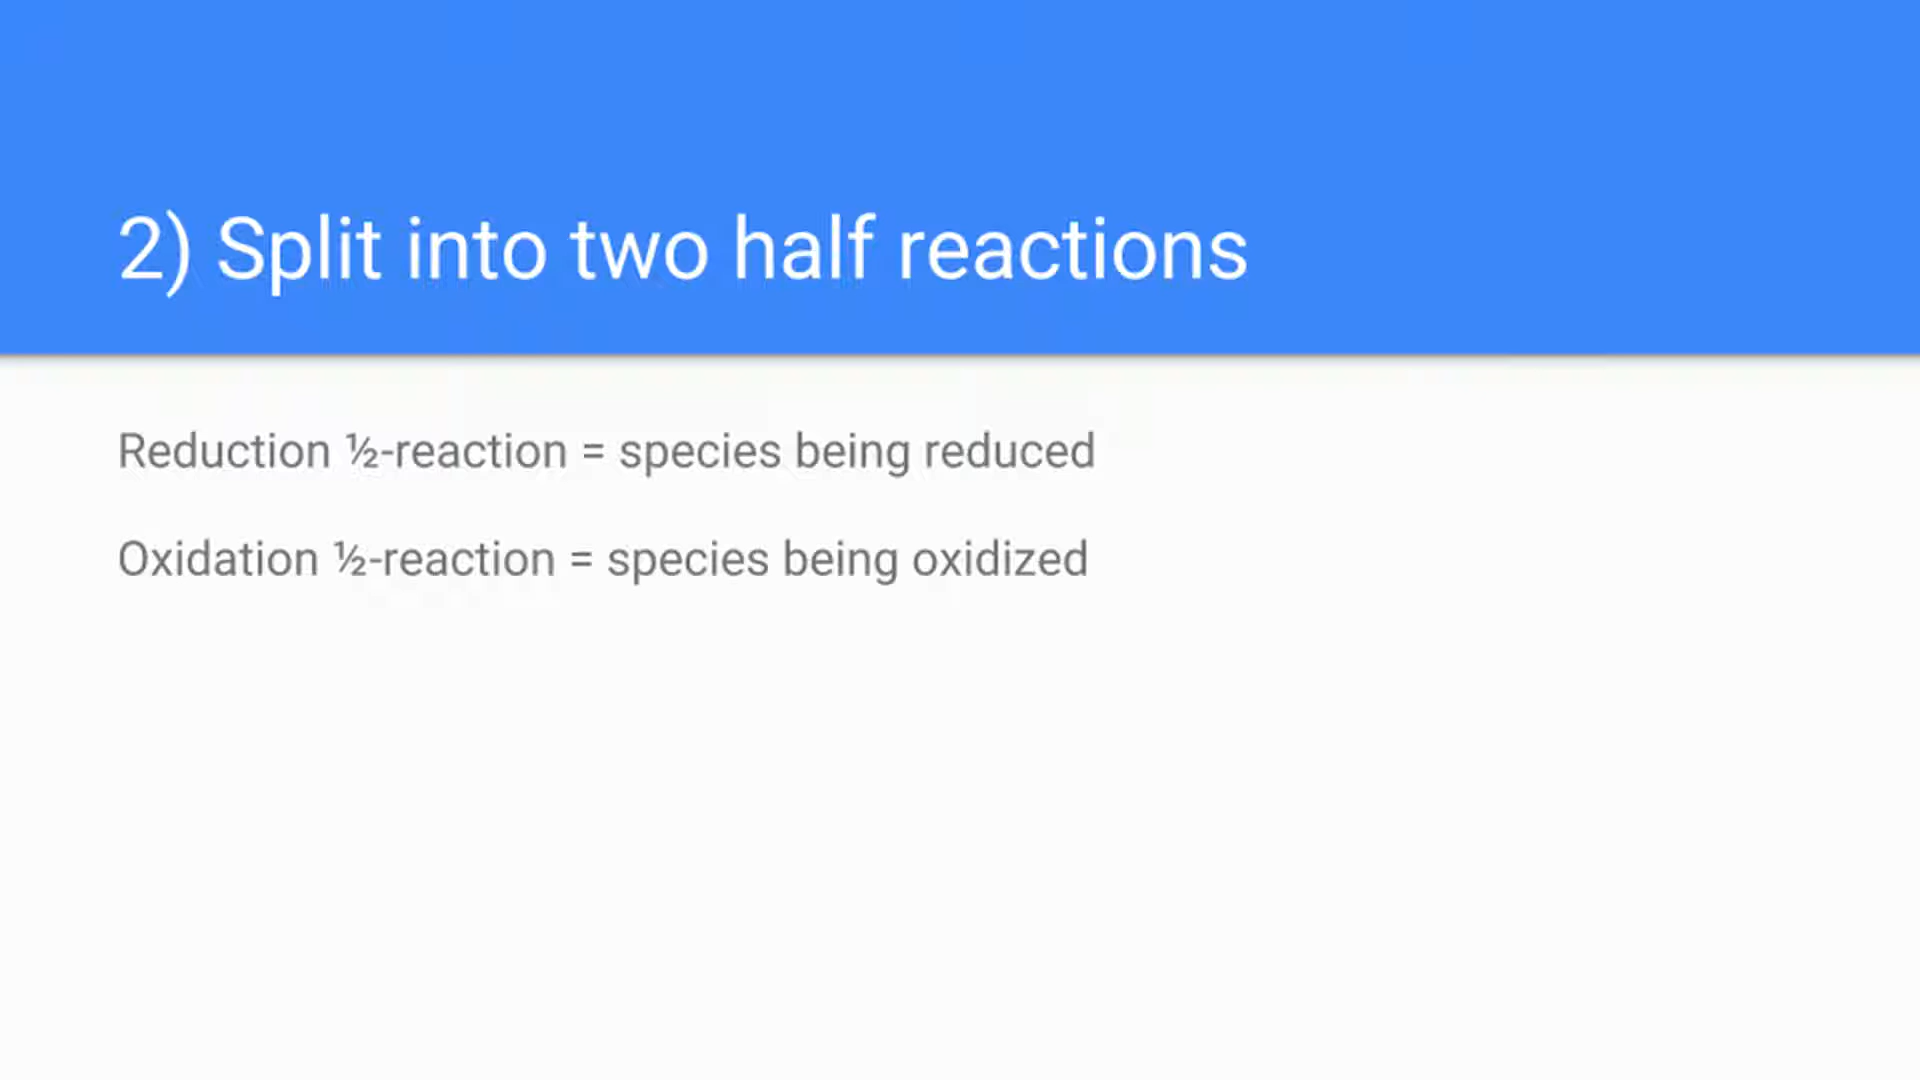 2) Split into two half reactions
Reduction ½-reaction = species being reduced
Oxidation ½-reaction = species being oxidized